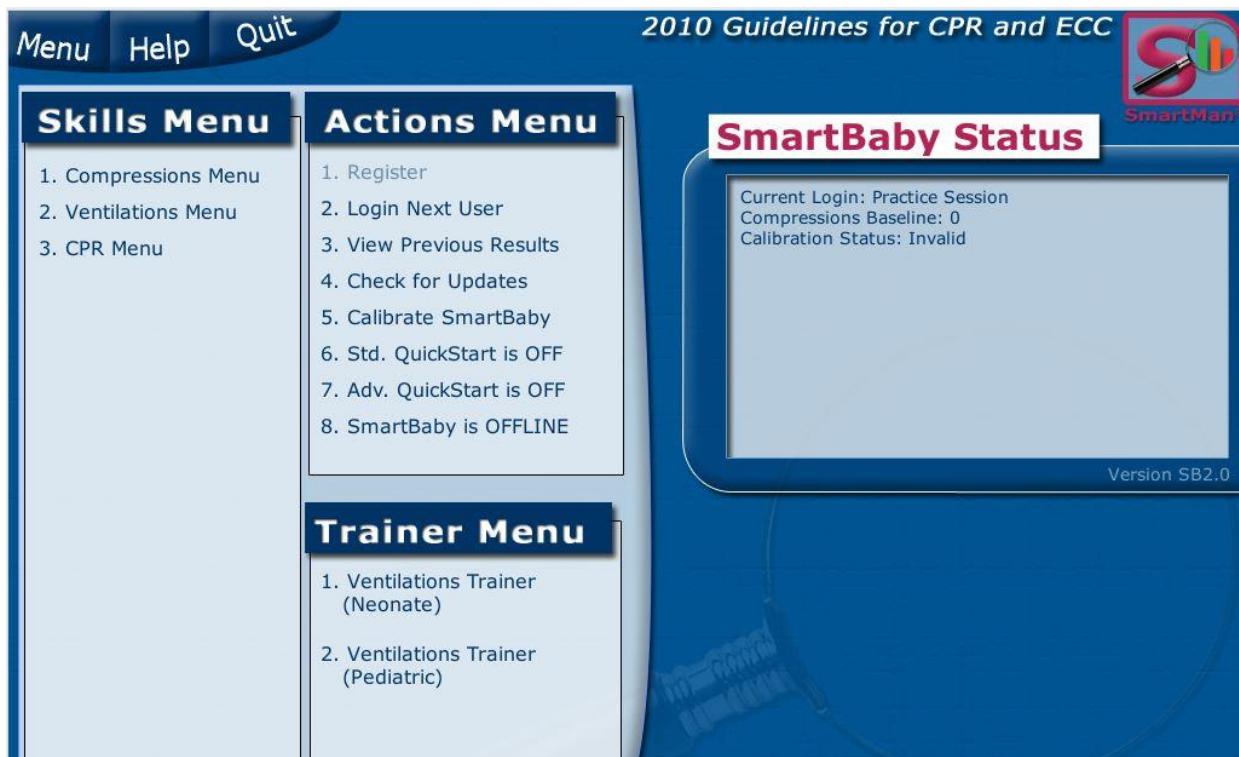 Menu Help Quit
2010 Guidelines for CPR and ECC
SmartMan
Skills Menu
1. Compressions Menu
2. Ventilations Menu
3. CPR Menu
Actions Menu
1. Register
2. Login Next User
3. View Previous Results
4. Check for Updates
5. Calibrate SmartBaby
6. Std. QuickStart is OFF
7. Adv. QuickStart is OFF
8. SmartBaby is OFFLINE
Trainer Menu
1. Ventilations Trainer
(Neonate)
2. Ventilations Trainer
(Pediatric)
SmartBaby Status
Current Login: Practice Session
Compressions Baseline: 0
Calibration Status: Invalid
Version SB2.0